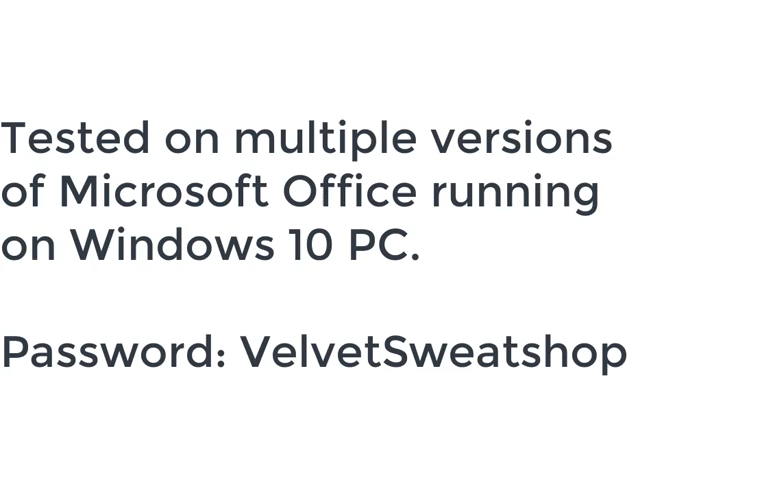 Tested on multiple versions
of Microsoft Office running
on Windows 10 PC.
Password: VelvetSweatshop